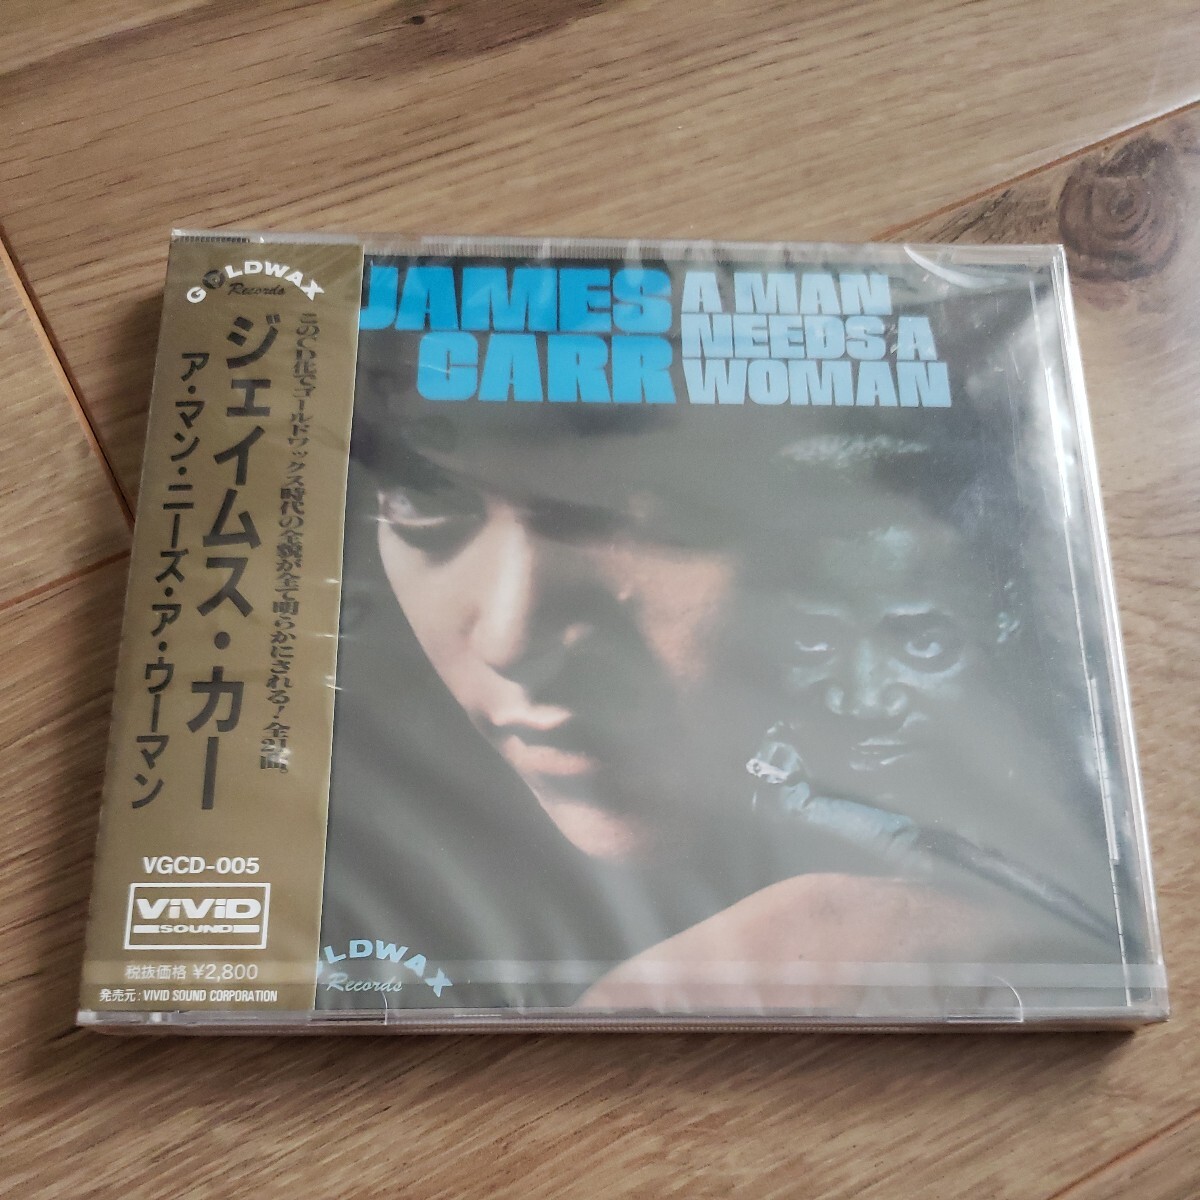 GOLDWAX
Records
このCD化でゴールドワックス時代の全貌が全て明らかにされる!全21曲。
ジェイムス・カー
ア・マン・ニーズ・ア・ウーマン
VGCD-005
ViViD
SOUND
税抜価格 ¥2,800
発売元:VIVID SOUND CORPORATION
JAMES
CARR
A MAN
NEEDS A
WOMAN
OLDWAX
Records